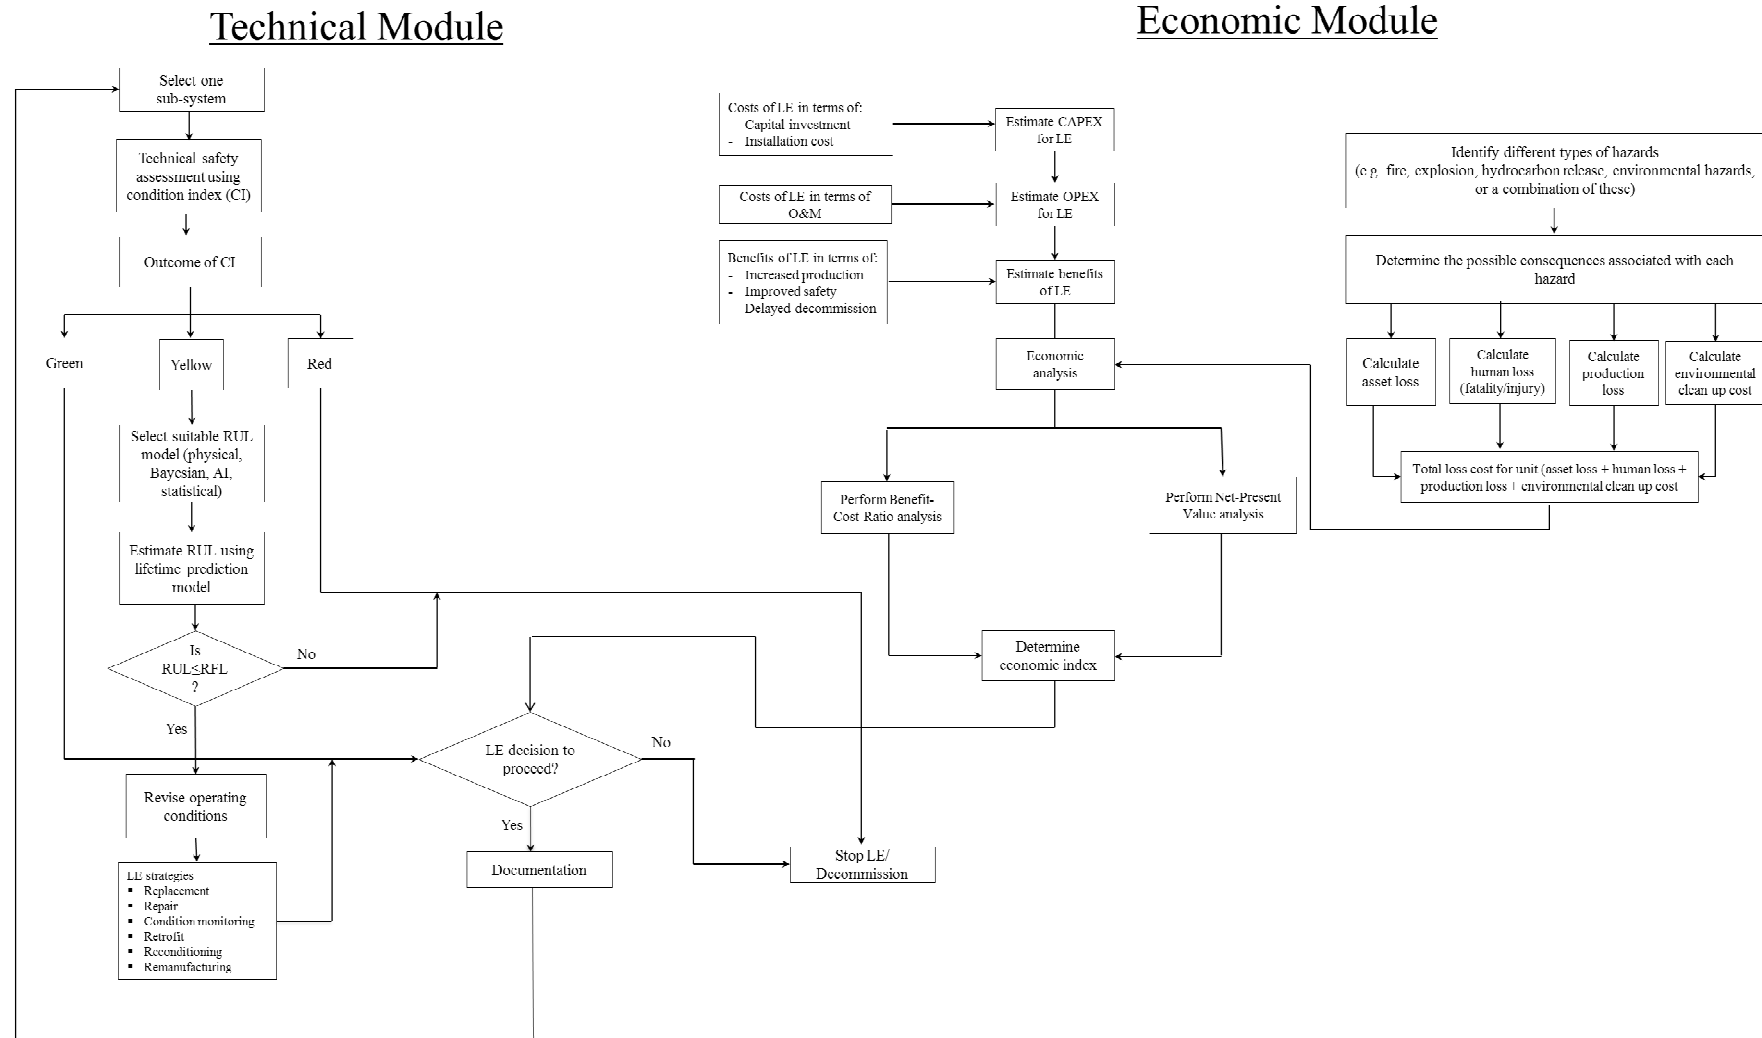 Technical Module
Select one
sub-system
Technical safety
assessment using
condition index (CI)
Outcome of CI
Green
Yellow
Red
Select suitable RUL
model (physical,
Bayesian, AI,
statistical)
Estimate RUL using
lifetime prediction
model
Is
RUL≤RFL
?
No
Yes
Revise operating
conditions
LE strategies
▪ Replacement
▪ Repair
▪ Condition monitoring
▪ Retrofit
▪ Reconditioning
▪ Remanufacturing
LE decision to
proceed?
No
Yes
Documentation
Stop LE/
Decommission
Economic Module
Costs of LE in terms of:
Capital investment
- Installation cost
Estimate CAPEX
for LE
Costs of LE in terms of
O&M
Estimate OPEX
for LE
Benefits of LE in terms of:
- Increased production
- Improved safety
Delayed decommission
Estimate benefits
of LE
Economic
analysis
Perform Benefit-
Cost Ratio analysis
Perform Net-Present
Value analysis
Determine
economic index
Identify different types of hazards
(e.g. fire, explosion, hydrocarbon release, environmental hazards,
or a combination of these)
Determine the possible consequences associated with each
hazard
Calculate
asset loss
Calculate
human loss
(fatality/injury)
Calculate
production
loss
Calculate
environmental
clean up cost
Total loss cost for unit (asset loss + human loss +
production loss + environmental clean up cost